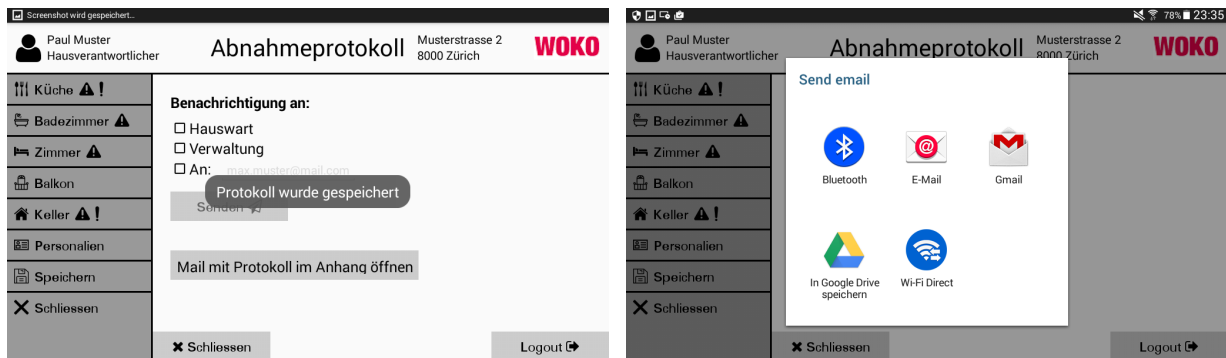 Screenshot wird gespeichert...
Paul Muster
Hausverantwortlicher
Abnahmeprotokoll
Musterstrasse 2
8000 Zürich
WOKO
Küche !
Badezimmer
Zimmer
Balkon
Keller !
Personalien
Speichern
Schliessen
Benachrichtigung an:
Hauswart
Verwaltung
An: max.muster@mail.com
Protokoll wurde gespeichert
Senden
Mail mit Protokoll im Anhang öffnen
Schliessen
Logout
78% 23:35
Paul Muster
Hausverantwortlicher
Abnahmeprotokoll
Musterstrasse 2
8000 Zürich
WOKO
Küche !
Badezimmer
Zimmer
Balkon
Keller !
Personalien
Speichern
Schliessen
Send email
Bluetooth
E-Mail
Gmail
In Google Drive
speichern
Wi-Fi Direct
Schliessen
Logout